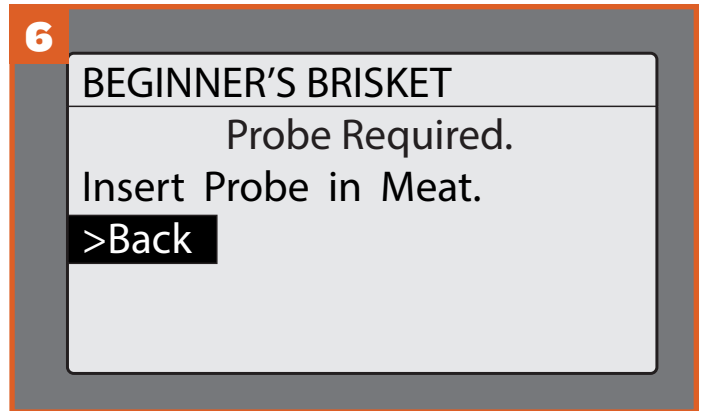 6
BEGINNER’S BRISKET
Probe Required.
Insert Probe in Meat.
>Back